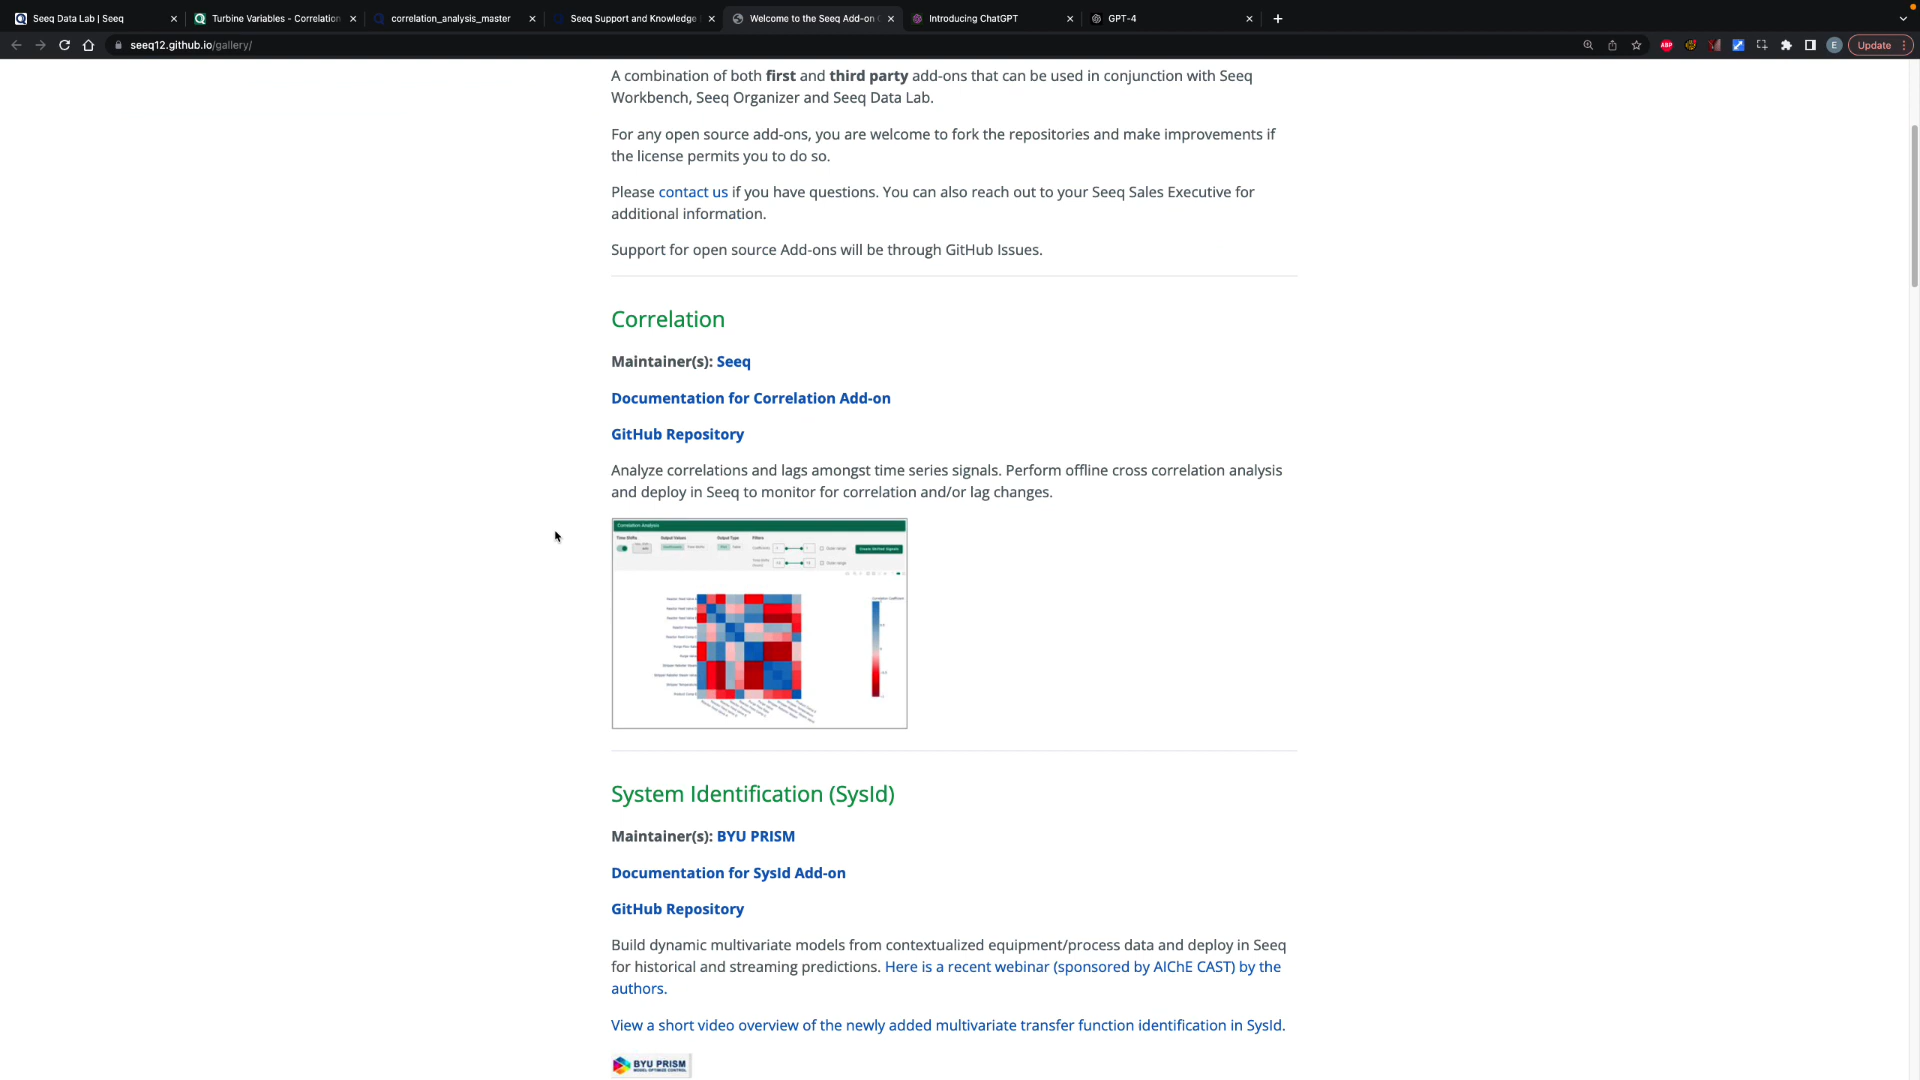 Seeq Data Lab | Seeq
Turbine Variables - Correlation
correlation_analysis_master
Seeq Support and Knowledge
Welcome to the Seeq Add-on
Introducing ChatGPT
GPT-4
seeq12.github.io/gallery/
ABP
E
Update
A combination of both first and third party add-ons that can be used in conjunction with Seeq
Workbench, Seeq Organizer and Seeq Data Lab.
For any open source add-ons, you are welcome to fork the repositories and make improvements if
the license permits you to do so.
Please contact us if you have questions. You can also reach out to your Seeq Sales Executive for
additional information.
Support for open source Add-ons will be through GitHub Issues.
Correlation
Maintainer(s): Seeq
Documentation for Correlation Add-on
GitHub Repository
Analyze correlations and lags amongst time series signals. Perform offline cross correlation analysis
and deploy in Seeq to monitor for correlation and/or lag changes.
Correlation Analysis
Time Shifts
Output Values
Output Type
Filters
System Identification (SysId)
Maintainer(s): BYU PRISM
Documentation for SysId Add-on
GitHub Repository
Build dynamic multivariate models from contextualized equipment/process data and deploy in Seeq
for historical and streaming predictions. Here is a recent webinar (sponsored by AIChE CAST) by the
authors.
View a short video overview of the newly added multivariate transfer function identification in SysId.
BYU PRISM